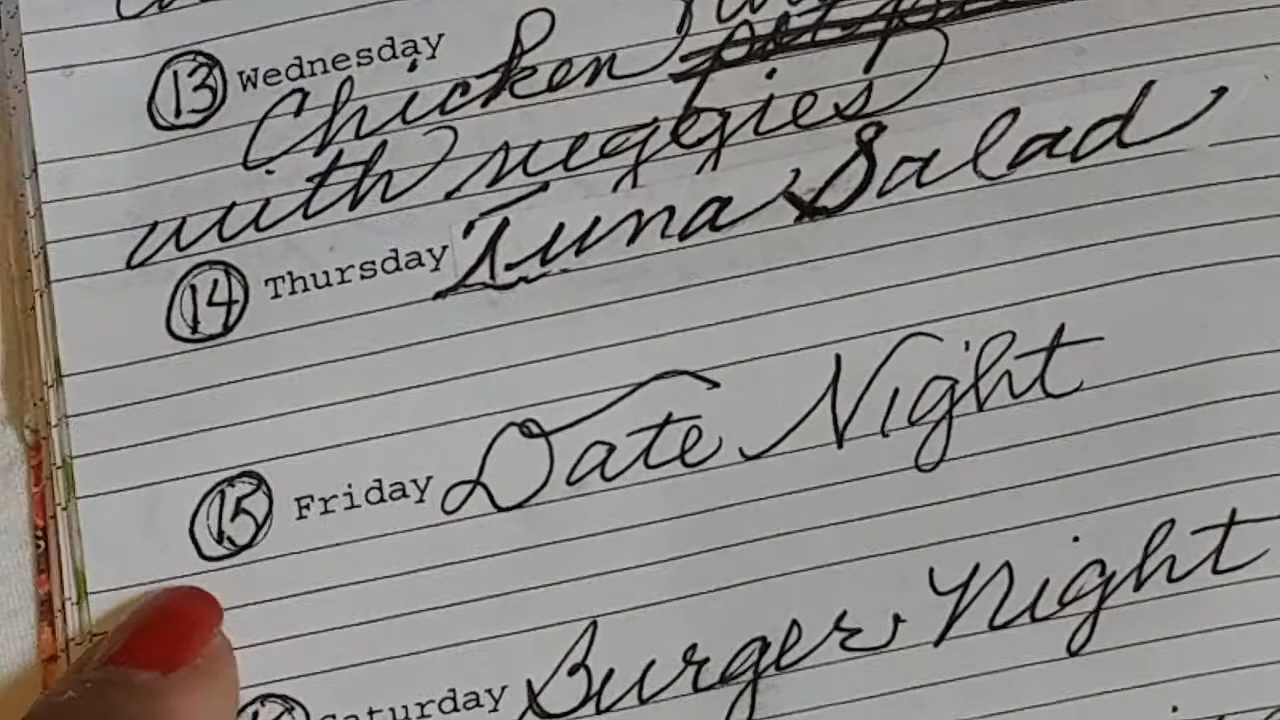 13 Wednesday
Chicken
with veggies
14 Thursday Tuna Salad
15 Friday Date Night
Saturday Burger Night